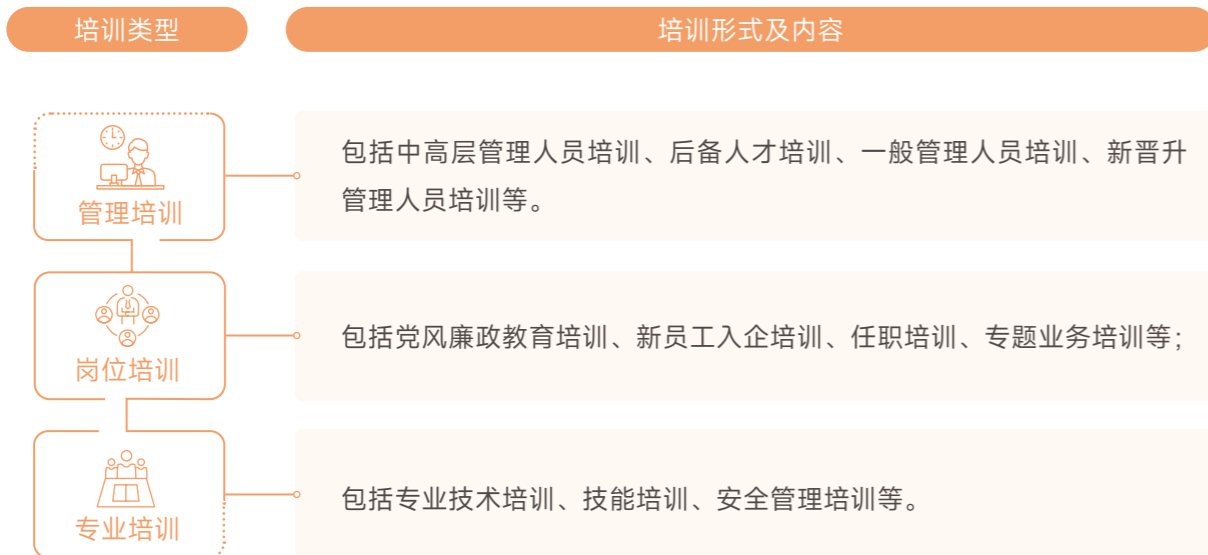 培训类型
培训形式及内容
管理培训
包括中高层管理人员培训、后备人才培训、一般管理人员培训、新晋升
管理人员培训等。
岗位培训
包括党风廉政教育培训、新员工入企培训、任职培训、专题业务培训等；
专业培训
包括专业技术培训、技能培训、安全管理培训等。